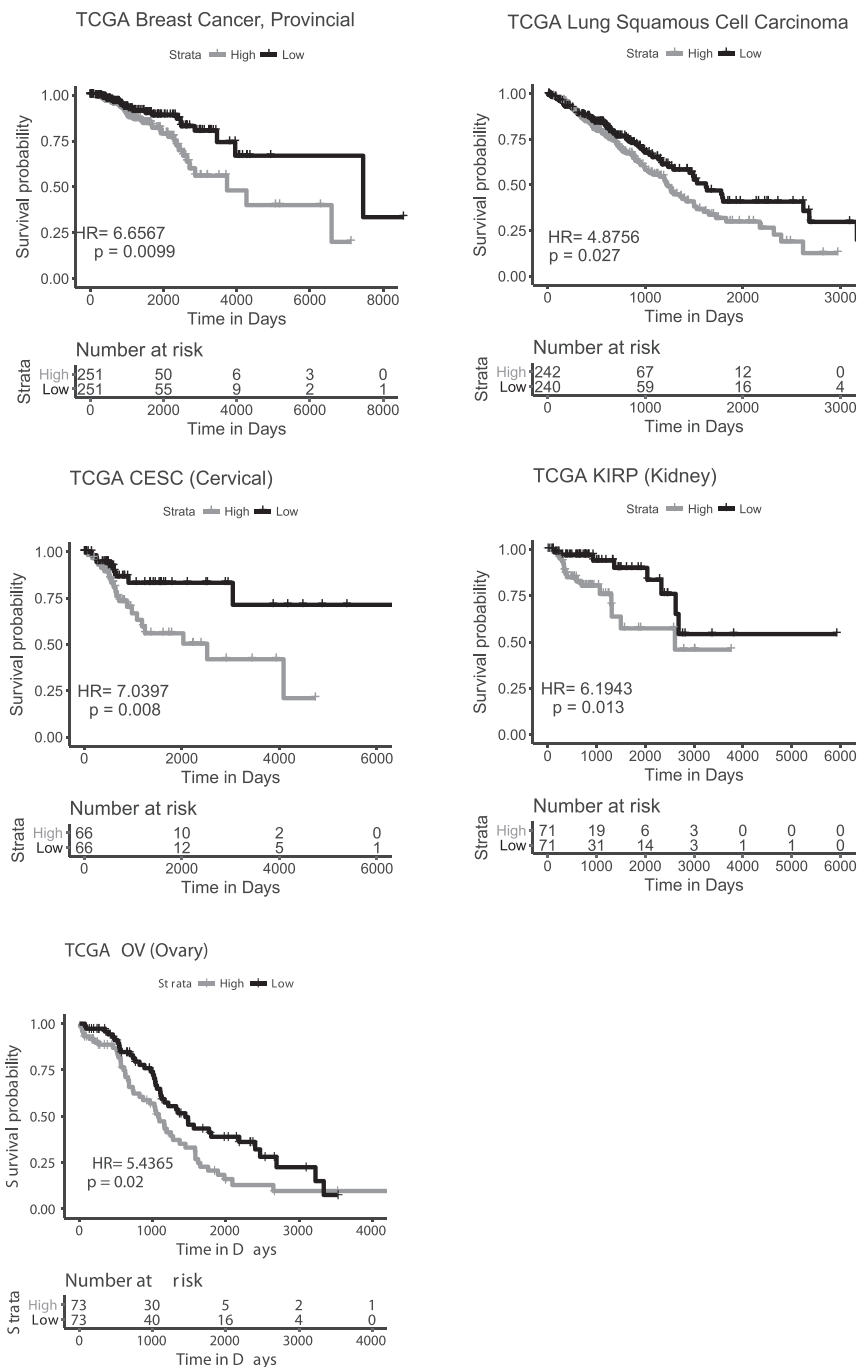 TCGA Breast Cancer, Provincial
Strata High Low
Survival probability
1.00
0.75
0.50
0.25
0.00
HR= 6.6567
p = 0.0099
0 2000 4000 6000 8000
Time in Days
Number at risk
Strata
High 251 50 6 3 0
Low 251 55 9 2 1
0 2000 4000 6000 8000
Time in Days
TCGA Lung Squamous Cell Carcinoma
Strata High Low
Survival probability
1.00
0.75
0.50
0.25
0.00
HR= 4.8756
p = 0.027
0 1000 2000 3000
Time in Days
Number at risk
Strata
High 242 67 12 0
Low 240 59 16 4
0 1000 2000 3000
Time in Days
TCGA CESC (Cervical)
Strata High Low
Survival probability
1.00
0.75
0.50
0.25
0.00
HR= 7.0397
p = 0.008
0 2000 4000 6000
Time in Days
Number at risk
Strata
High 66 10 2 0
Low 66 12 5 1
0 2000 4000 6000
Time in Days
TCGA KIRP (Kidney)
Strata High Low
Survival probability
1.00
0.75
0.50
0.25
0.00
HR= 6.1943
p = 0.013
0 1000 2000 3000 4000 5000 6000
Time in Days
Number at risk
Strata
High 71 19 6 3 0 0 0
Low 71 31 14 3 1 1 0
0 1000 2000 3000 4000 5000 6000
Time in Days
TCGA OV (Ovary)
St rata High Low
S urvival probability
1.00
0.75
0.50
0.25
0.00
HR= 5.4365
p = 0.02
0 1000 2000 3000 4000
Time in D ays
Number at risk
S trata
High 73 30 5 2 1
Low 73 40 16 4 0
0 1000 2000 3000 4000
Time in D ays